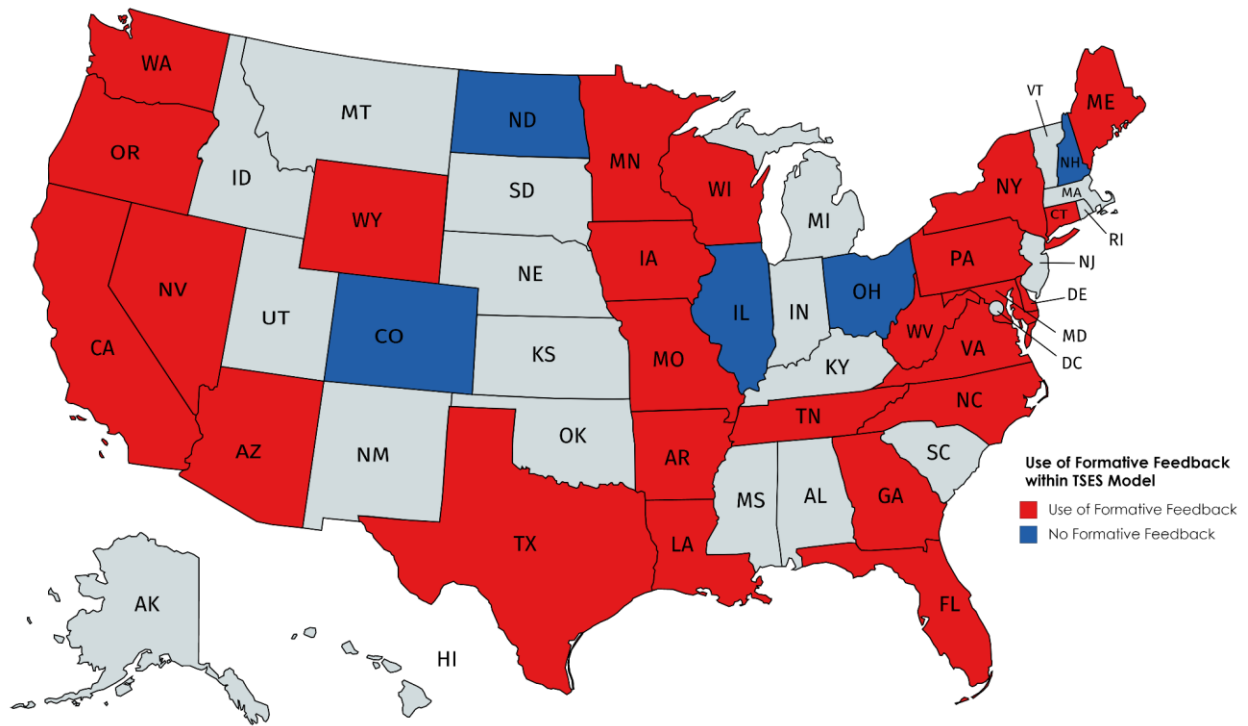 WA
MT
ND
MN
VT
ME
OR
ID
SD
WI
NY
NH
MA
WY
MI
CT
RI
NV
NE
IA
PA
NJ
UT
CO
IL
IN
OH
DE
CA
KS
MO
WV
VA
MD
KY
DC
AZ
NM
OK
AR
TN
NC
SC
MS
AL
GA
TX
LA
FL
AK
HI
Use of Formative Feedback
within TSES Model
Use of Formative Feedback
No Formative Feedback